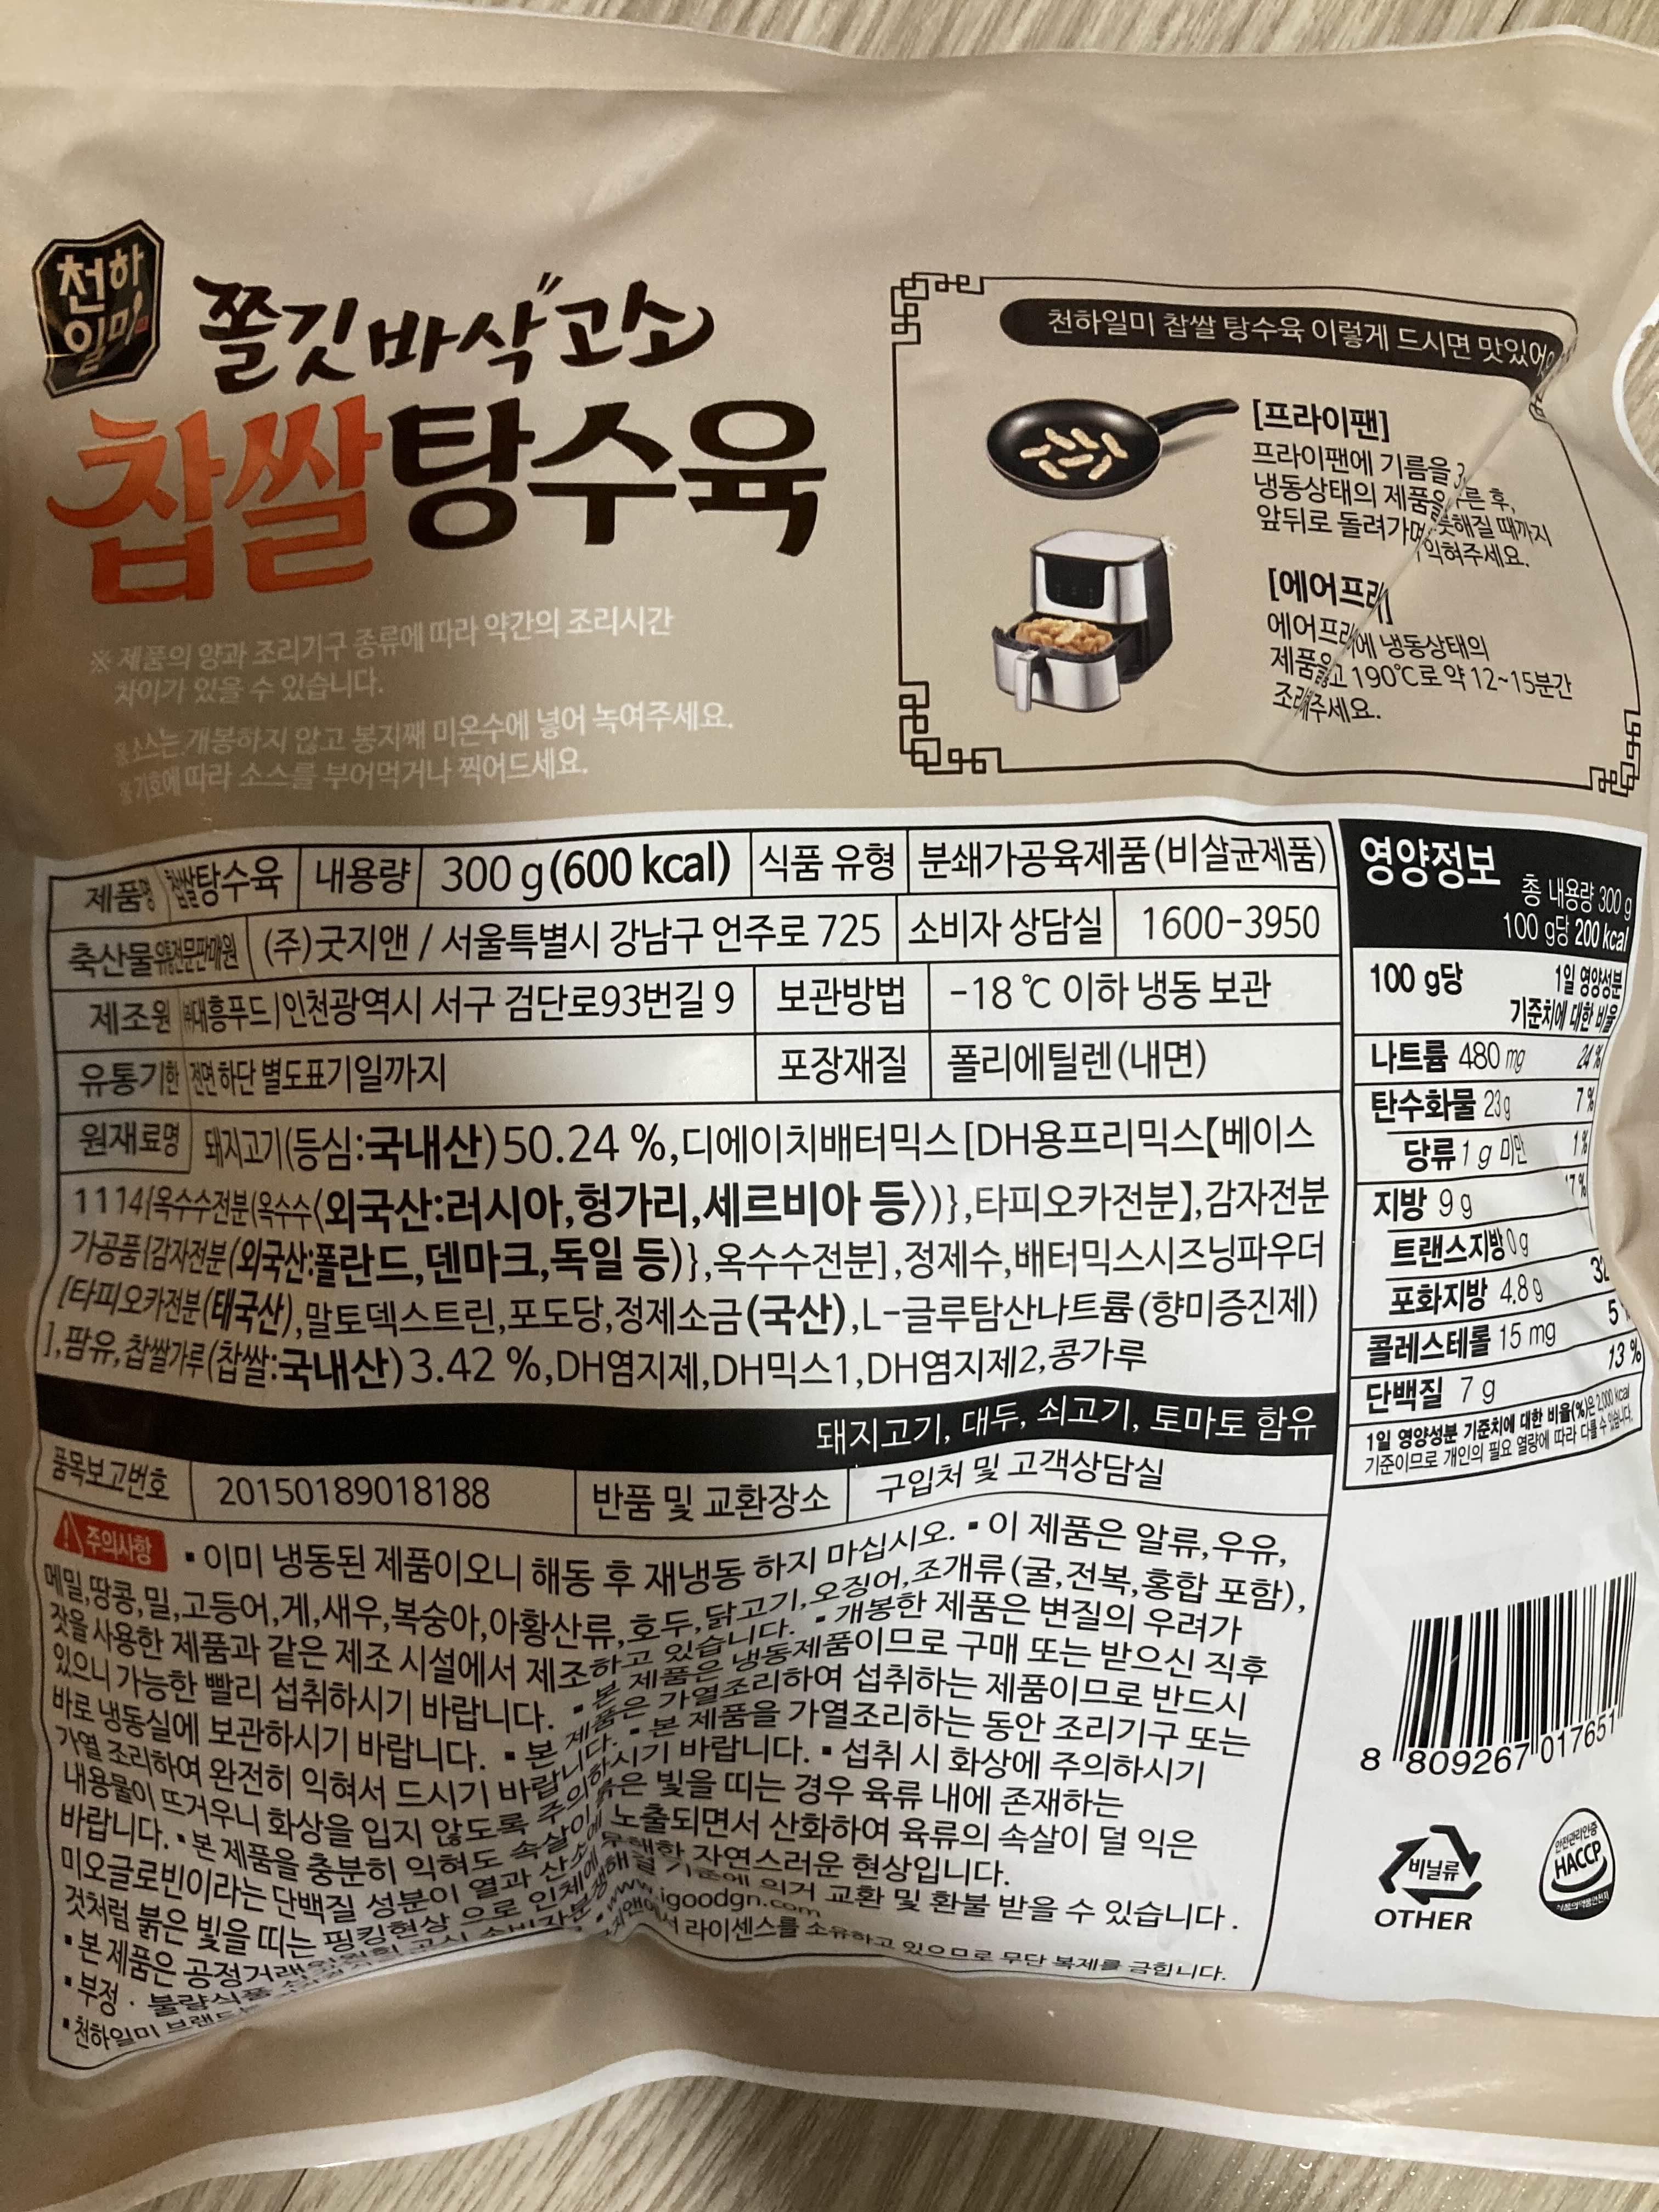 천하
일미
쫄깃 바삭 고소
찹쌀탕수육
※ 제품의 양과 조리기구 종류에 따라 약간의 조리시간
차이가 있을 수 있습니다.
※소스는 개봉하지 않고 봉지째 미온수에 넣어 녹여주세요.
※기호에 따라 소스를 부어먹거나 찍어드세요.
천하일미 찹쌀 탕수육 이렇게 드시면 맛있어요
[프라이팬]
프라이팬에 기름을
냉동상태의 제품을 후,
앞뒤로 돌려가며 때까지
익혀주세요.
[에어프라
에어프라 에 냉동상태의
제품을 190℃로 약 12~15분간
조리해주세요.
제품명 찹쌀탕수육 내용량 300 g(600 kcal) 식품 유형 분쇄가공육제품(비살균제품)
축산물유통전문판매원 (주)굿지앤 / 서울특별시 강남구 언주로 725 소비자 상담실 1600-3950
제조원 ㈜대흥푸드 | 인천광역시 서구 검단로93번길 9 보관방법 -18 ℃ 이하 냉동 보관
유통기한 전면 하단 별도표기일까지 포장재질 폴리에틸렌(내면)
원재료명 돼지고기(등심:국내산)50.24 %,디에이치배터믹스[DH용프리믹스【베이스
1114{옥수수전분(옥수수〈외국산:러시아,헝가리,세르비아 등〉)},타피오카전분】,감자전분
가공품{감자전분(외국산:폴란드,덴마크,독일 등)},옥수수전분],정제수,배터믹스시즈닝파우더
[타피오카전분(태국산),말토덱스트린,포도당,정제소금(국산),L-글루탐산나트륨(향미증진제)
],팜유,찹쌀가루(찹쌀:국내산)3.42 %,DH염지제,DH믹스1,DH염지제2,콩가루
돼지고기, 대두, 쇠고기, 토마토 함유
품목보고번호 20150189018188 반품 및 교환장소 구입처 및 고객상담실
주의사항 ▪이미 냉동된 제품이오니 해동 후 재냉동 하지 마십시오. ▪이 제품은 알류,우유,
메밀,땅콩,밀,고등어,게,새우,복숭아,아황산류,호두,닭고기,오징어,조개류(굴,전복,홍합 포함),
잣을 사용한 제품과 같은 제조 시설에서 제조하고 있습니다. ▪개봉한 제품은 변질의 우려가
있으니 가능한 빨리 섭취하시기 바랍니다. ▪본 제품은 냉동제품이므로 구매 또는 받으신 직후
바로 냉동실에 보관하시기 바랍니다. ▪본 제품은 가열조리하여 섭취하는 제품이므로 반드시
가열 조리하여 완전히 익혀서 드시기 바랍니다. ▪본 제품을 가열조리하는 동안 조리기구 또는
내용물이 뜨거우니 화상을 입지 않도록 주의하시기 바랍니다. ▪섭취 시 화상에 주의하시기
바랍니다. ▪본 제품을 충분히 익혀도 속살이 붉은 빛을 띠는 경우 육류 내에 존재하는
미오글로빈이라는 단백질 성분이 열과 산소에 노출되면서 산화하여 육류의 속살이 덜 익은
것처럼 붉은 빛을 띠는 핑킹현상 으로 인체에 무해한 자연스러운 현상입니다.
▪본 제품은 공정거래위원회 고시 소비자분쟁해결 기준에 의거 교환 및 환불 받을 수 있습니다.
▪부정 · 불량식품 www.igoodgn.com
▪천하일미 브랜드 서 라이센스를 소유하고 있으므로 무단 복제를 금합니다.
영양정보
총 내용량 300 g
100 g당 200 kcal
100 g당 1일 영양성분
기준치에 대한 비율
나트륨 480 mg 24 %
탄수화물 23 g 7 %
당류 1 g 미만 1 %
지방 9 g 17 %
트랜스지방 0 g
포화지방 4.8 g 32
콜레스테롤 15 mg 5 %
단백질 7 g 13 %
1일 영양성분 기준치에 대한 비율(%)은 2,000 kcal
기준이므로 개인의 필요 열량에 따라 다를 수 있습니다.
8 809267 017651
비닐류
OTHER
안전관리인증
HACCP
식품의약품안전처